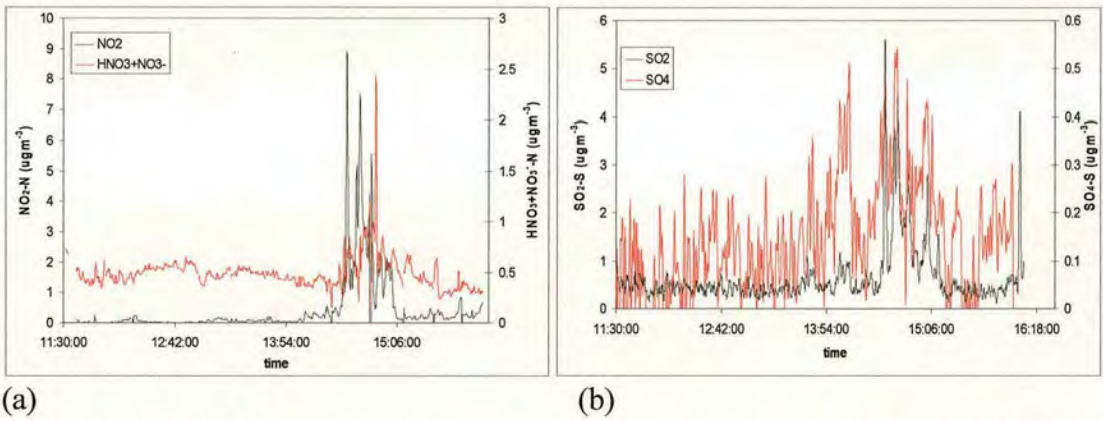 10
9
8
7
6
5
4
3
2
1
0
NO2-N (ugm-3)
NO2
HNO3+NO3-
3
2.5
2
1.5
1
0.5
0
HNO3+NO3--N (ugm-3)
11:30:00 12:42:00 13:54:00 15:06:00
time
(a)
6
5
4
3
2
1
0
SO2-S (ugm-3)
SO2
SO4
0.6
0.5
0.4
0.3
0.2
0.1
0
SO4-S (ugm-3)
11:30:00 12:42:00 13:54:00 15:06:00 16:18:00
time
(b)